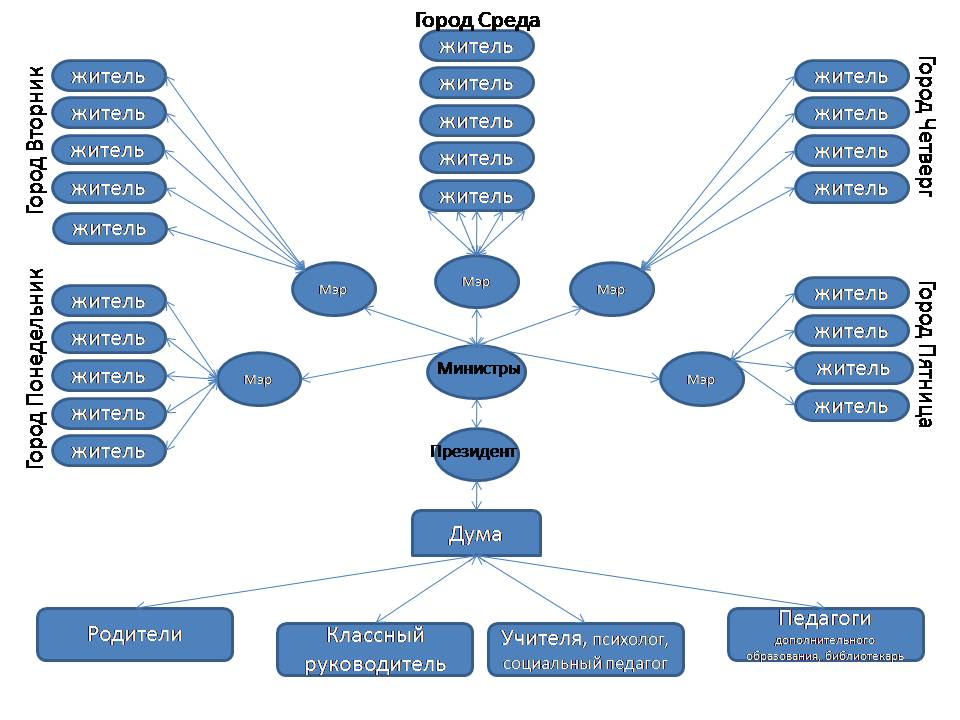 Город Среда
житель
житель
житель
житель
житель
Город Вторник
житель
житель
житель
житель
житель
Город Четверг
житель
житель
житель
житель
Мэр
Мэр
Мэр
Город Понедельник
житель
житель
житель
житель
житель
Мэр
Министры
Мэр
Город Пятница
житель
житель
житель
житель
Президент
Дума
Родители
Классный
руководитель
Учителя, психолог,
социальный педагог
Педагоги
дополнительного
образования, библиотекарь